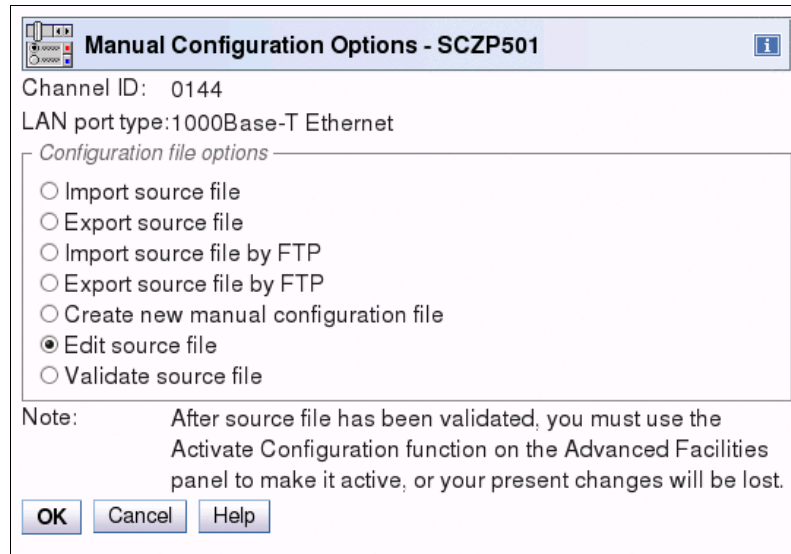 Manual Configuration Options - SCZP501
i
Channel ID: 0144
LAN port type:1000Base-T Ethernet
Configuration file options
Import source file
Export source file
Import source file by FTP
Export source file by FTP
Create new manual configuration file
Edit source file
Validate source file
Note: After source file has been validated, you must use the
Activate Configuration function on the Advanced Facilities
panel to make it active, or your present changes will be lost.
OK Cancel Help